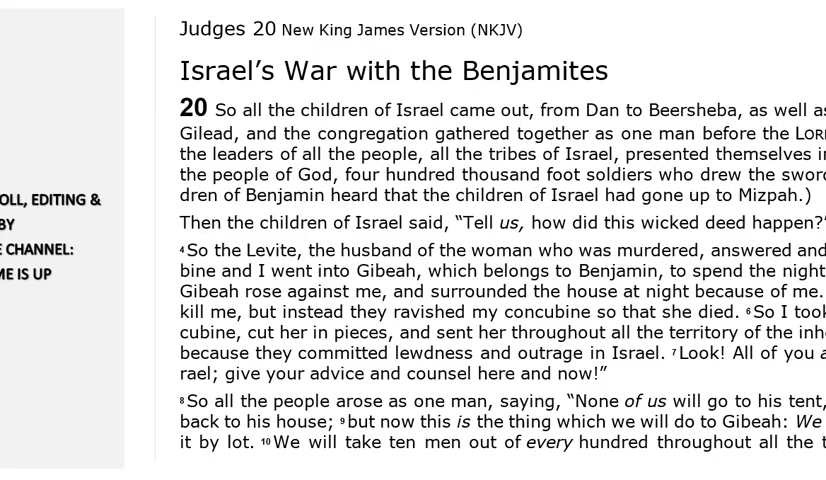 OLL, EDITING &
BY
E CHANNEL:
ME IS UP
Judges 20 New King James Version (NKJV)
Israel’s War with the Benjamites
20 So all the children of Israel came out, from Dan to Beersheba, as well as
Gilead, and the congregation gathered together as one man before the LOR
the leaders of all the people, all the tribes of Israel, presented themselves in
the people of God, four hundred thousand foot soldiers who drew the sword
dren of Benjamin heard that the children of Israel had gone up to Mizpah.)
Then the children of Israel said, “Tell us, how did this wicked deed happen?”
4 So the Levite, the husband of the woman who was murdered, answered and
bine and I went into Gibeah, which belongs to Benjamin, to spend the night
Gibeah rose against me, and surrounded the house at night because of me.
kill me, but instead they ravished my concubine so that she died. 6 So I took
cubine, cut her in pieces, and sent her throughout all the territory of the inhe
because they committed lewdness and outrage in Israel. 7 Look! All of you a
rael; give your advice and counsel here and now!”
8 So all the people arose as one man, saying, “None of us will go to his tent,
back to his house; 9 but now this is the thing which we will do to Gibeah: We
it by lot. 10 We will take ten men out of every hundred throughout all the t